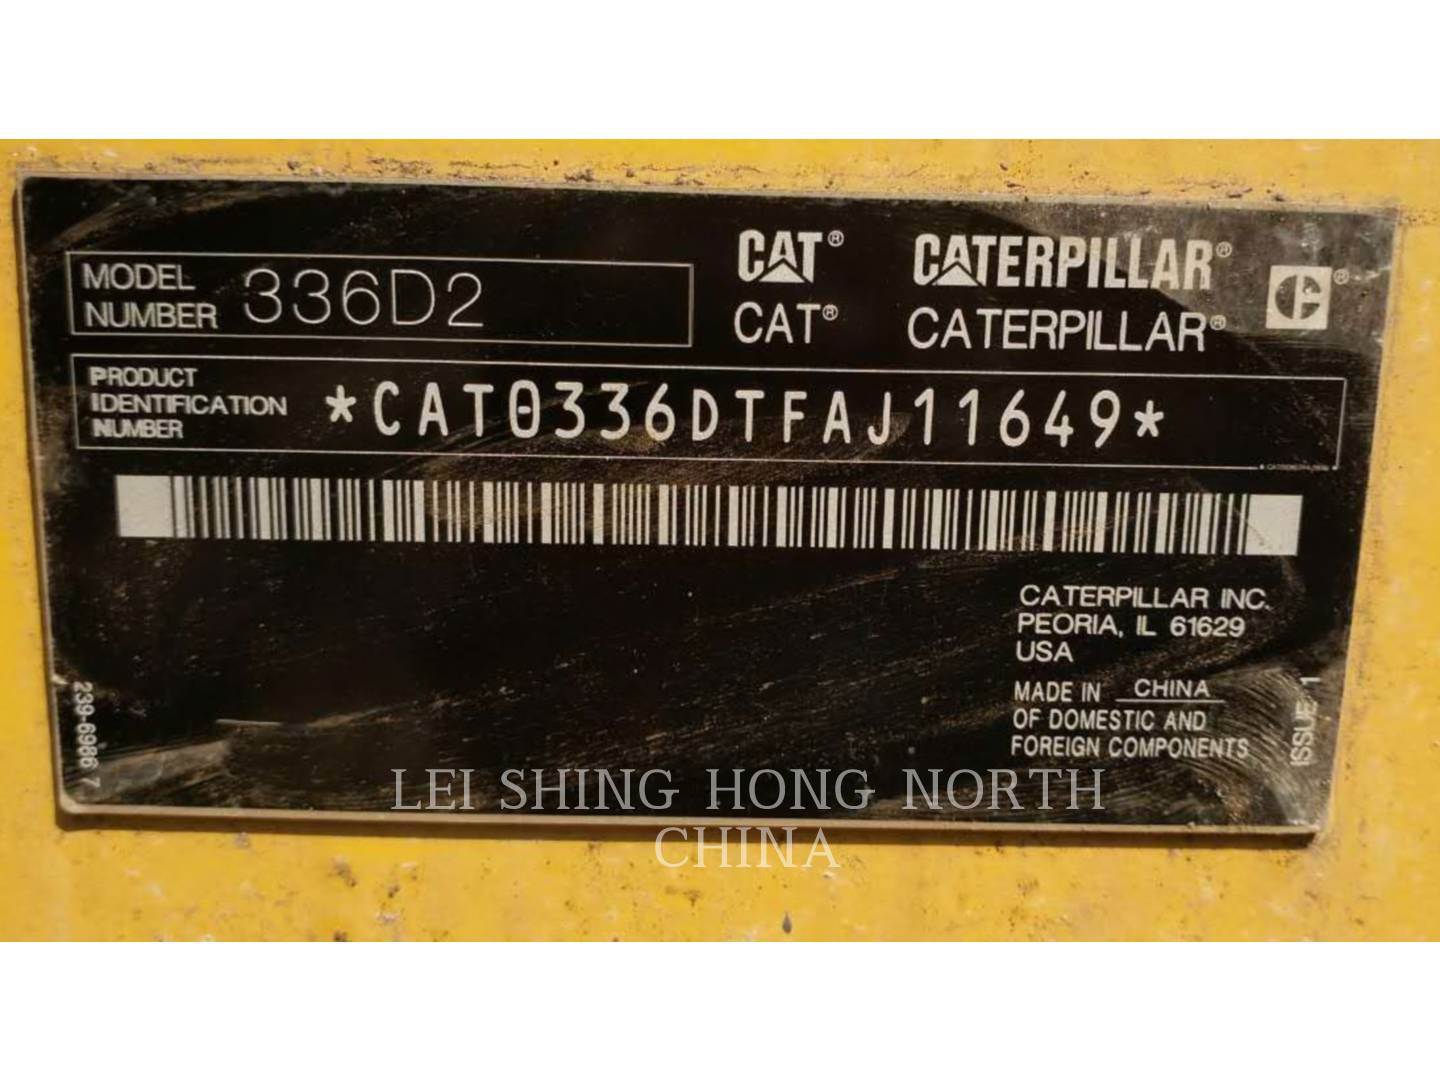 MODEL NUMBER 336D2
CAT® CATERPILLAR®
CAT® CATERPILLAR®
PRODUCT
IDENTIFICATION
NUMBER
*CAT0336DTFAJ11649*
CATERPILLAR INC.
PEORIA, IL 61629
USA
MADE IN CHINA
OF DOMESTIC AND
FOREIGN COMPONENTS
ISSUE 1
239-6986 7
LEI SHING HONG NORTH
CHINA